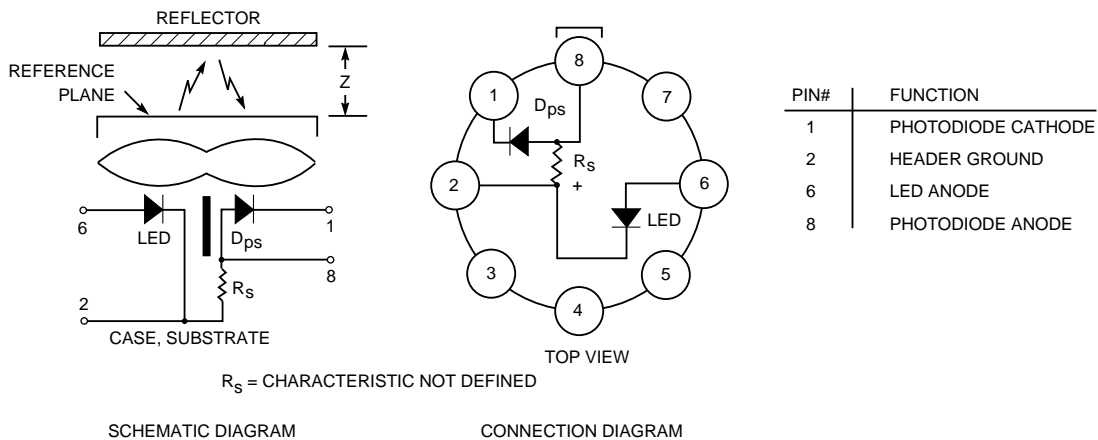 REFLECTOR
REFERENCE
PLANE
Z
6
LED
Dps
1
8
RS
2
CASE, SUBSTRATE
8
1
7
Dps
RS
+
2
6
LED
3
5
4
TOP VIEW
RS = CHARACTERISTIC NOT DEFINED
SCHEMATIC DIAGRAM
CONNECTION DIAGRAM
PIN# FUNCTION
1 PHOTODIODE CATHODE
2 HEADER GROUND
6 LED ANODE
8 PHOTODIODE ANODE